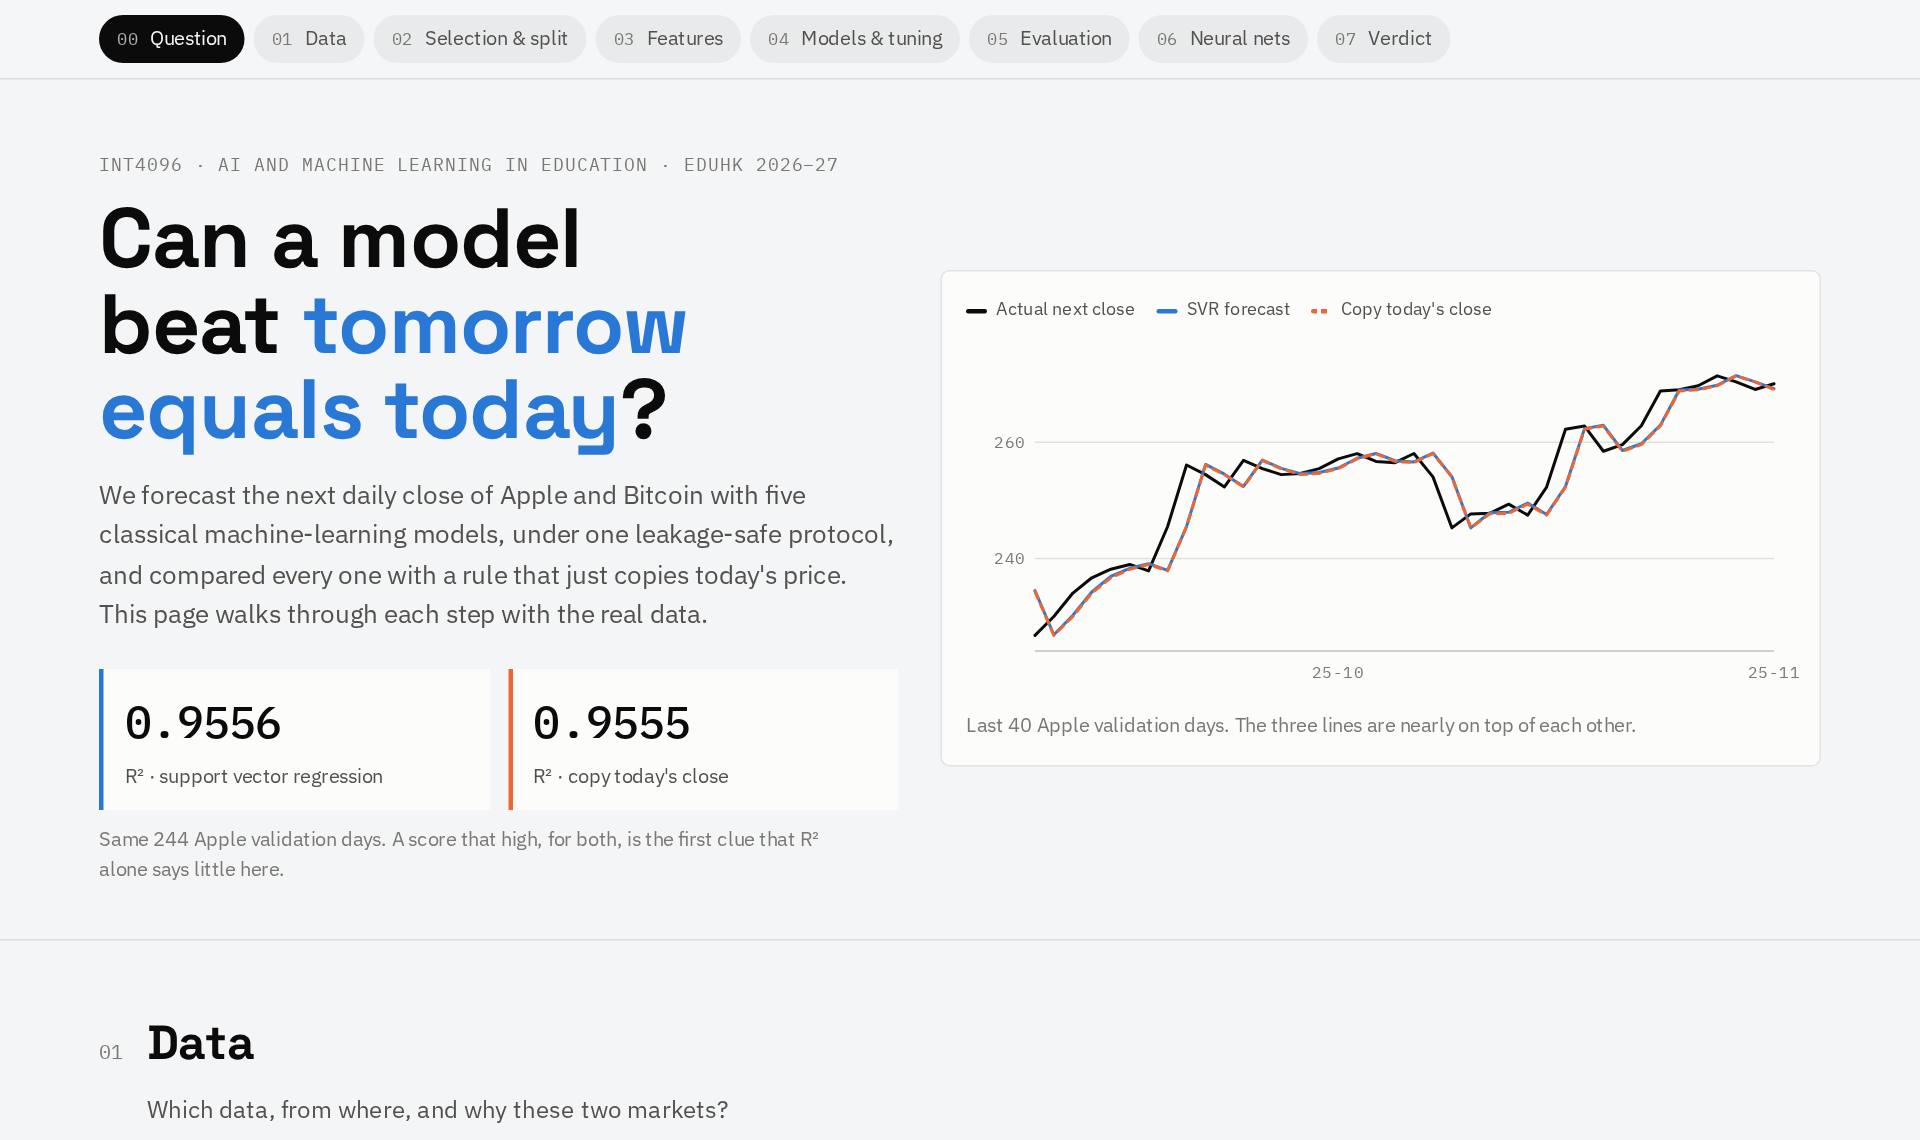 00 Question
01 Data
02 Selection & split
03 Features
04 Models & tuning
05 Evaluation
06 Neural nets
07 Verdict
INT4096 · AI AND MACHINE LEARNING IN EDUCATION · EDUHK 2026–27
Can a model
beat tomorrow
equals today?
We forecast the next daily close of Apple and Bitcoin with five
classical machine-learning models, under one leakage-safe protocol,
and compared every one with a rule that just copies today's price.
This page walks through each step with the real data.
0.9556
R² · support vector regression
0.9555
R² · copy today's close
Same 244 Apple validation days. A score that high, for both, is the first clue that R²
alone says little here.
Actual next close
SVR forecast
Copy today's close
260
240
25-10
25-11
Last 40 Apple validation days. The three lines are nearly on top of each other.
01 Data
Which data, from where, and why these two markets?